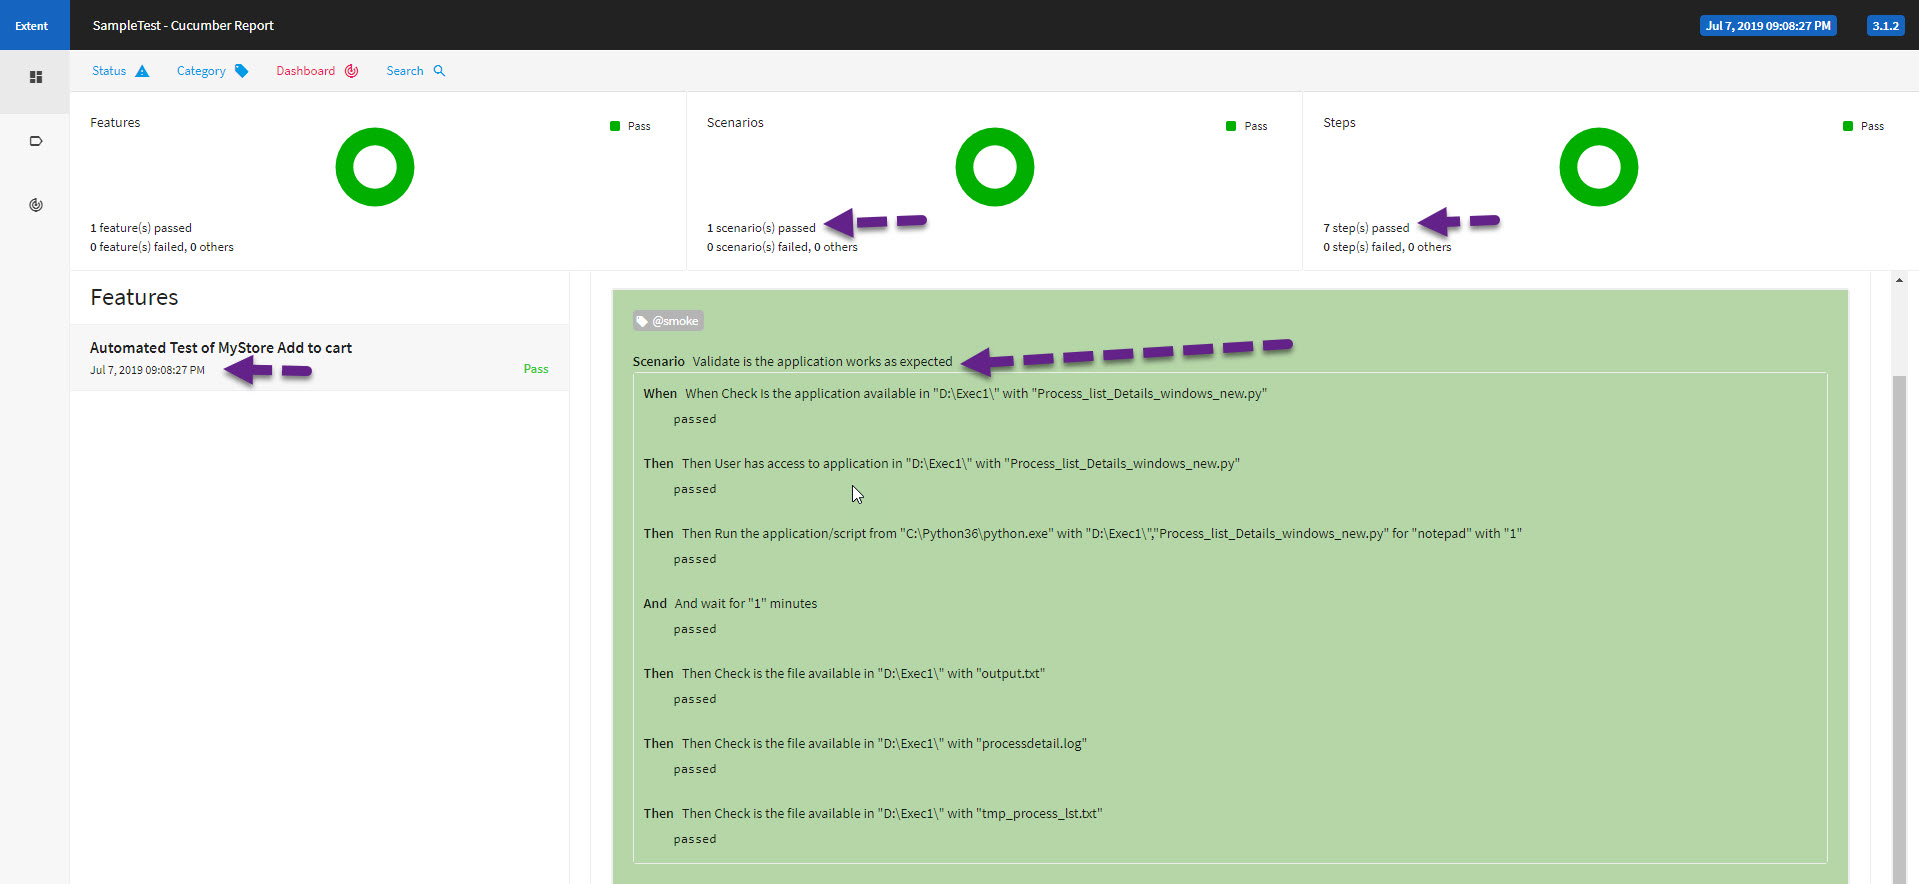 Extent
SampleTest - Cucumber Report
Jul 7, 2019 09:08:27 PM
3.1.2
Status
Category
Dashboard
Search
Features
Pass
1 feature(s) passed
0 feature(s) failed, 0 others
Scenarios
Pass
1 scenario(s) passed
0 scenario(s) failed, 0 others
Steps
Pass
7 step(s) passed
0 step(s) failed, 0 others
Features
Automated Test of MyStore Add to cart
Jul 7, 2019 09:08:27 PM
Pass
@smoke
Scenario Validate is the application works as expected
When When Check Is the application available in "D:\Exec1\" with "Process_list_Details_windows_new.py"
passed
Then Then User has access to application in "D:\Exec1\" with "Process_list_Details_windows_new.py"
passed
Then Then Run the application/script from "C:\Python36\python.exe" with "D:\Exec1\","Process_list_Details_windows_new.py" for "notepad" with "1"
passed
And And wait for "1" minutes
passed
Then Then Check is the file available in "D:\Exec1\" with "output.txt"
passed
Then Then Check is the file available in "D:\Exec1\" with "processdetail.log"
passed
Then Then Check is the file available in "D:\Exec1\" with "tmp_process_lst.txt"
passed